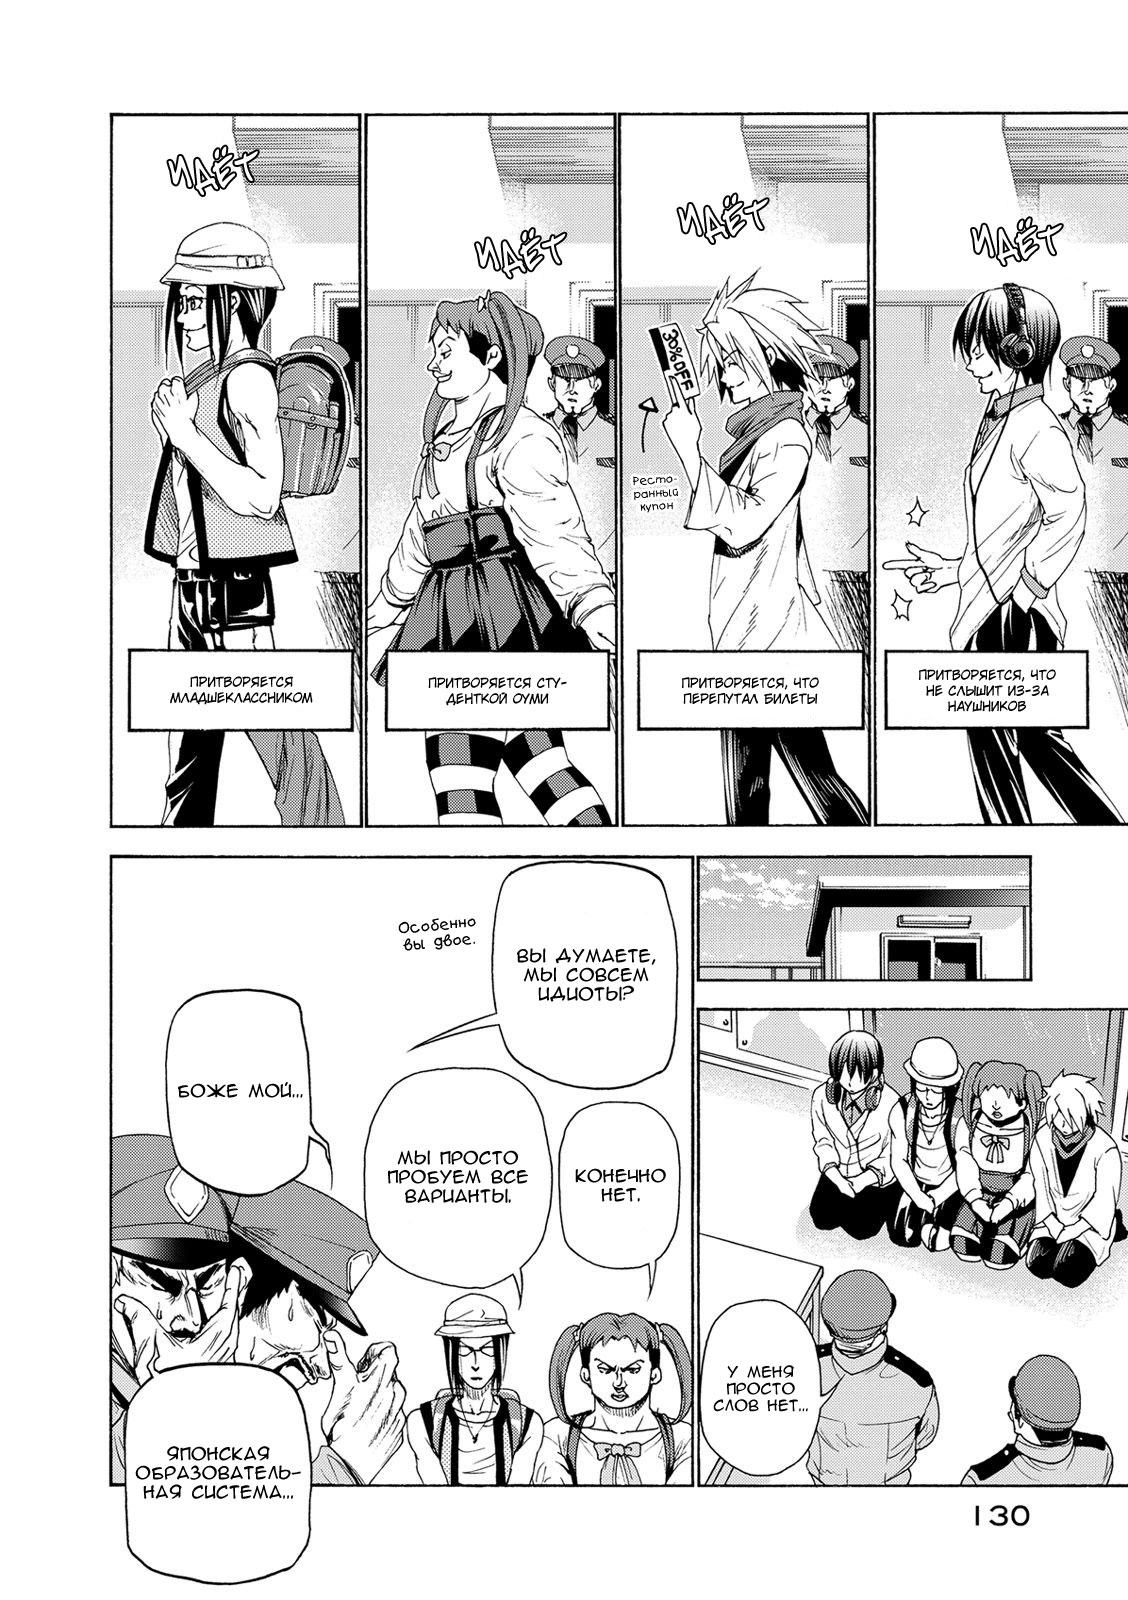 ИДЁТ
ПРИТВОРЯЕТСЯ, ЧТО
НЕ СЛЫШИТ ИЗ-ЗА
НАУШНИКОВ
ИДЁТ
30% OFF
Ресто-
ранный
купон
ПРИТВОРЯЕТСЯ, ЧТО
ПЕРЕПУТАЛ БИЛЕТЫ
ИДЁТ
ПРИТВОРЯЕТСЯ СТУ-
ДЕНТКОЙ ОУМИ
ИДЁТ
ПРИТВОРЯЕТСЯ
МЛАДШЕКЛАССНИКОМ
У МЕНЯ
ПРОСТО
СЛОВ НЕТ...
ВЫ ДУМАЕТЕ,
МЫ СОВСЕМ
ИДИОТЫ?
Особенно
вы двое.
КОНЕЧНО
НЕТ.
МЫ ПРОСТО
ПРОБУЕМ ВСЕ
ВАРИАНТЫ.
БОЖЕ МОЙ...
ЯПОНСКАЯ
ОБРАЗОВАТЕЛЬ-
НАЯ СИСТЕМА...
130